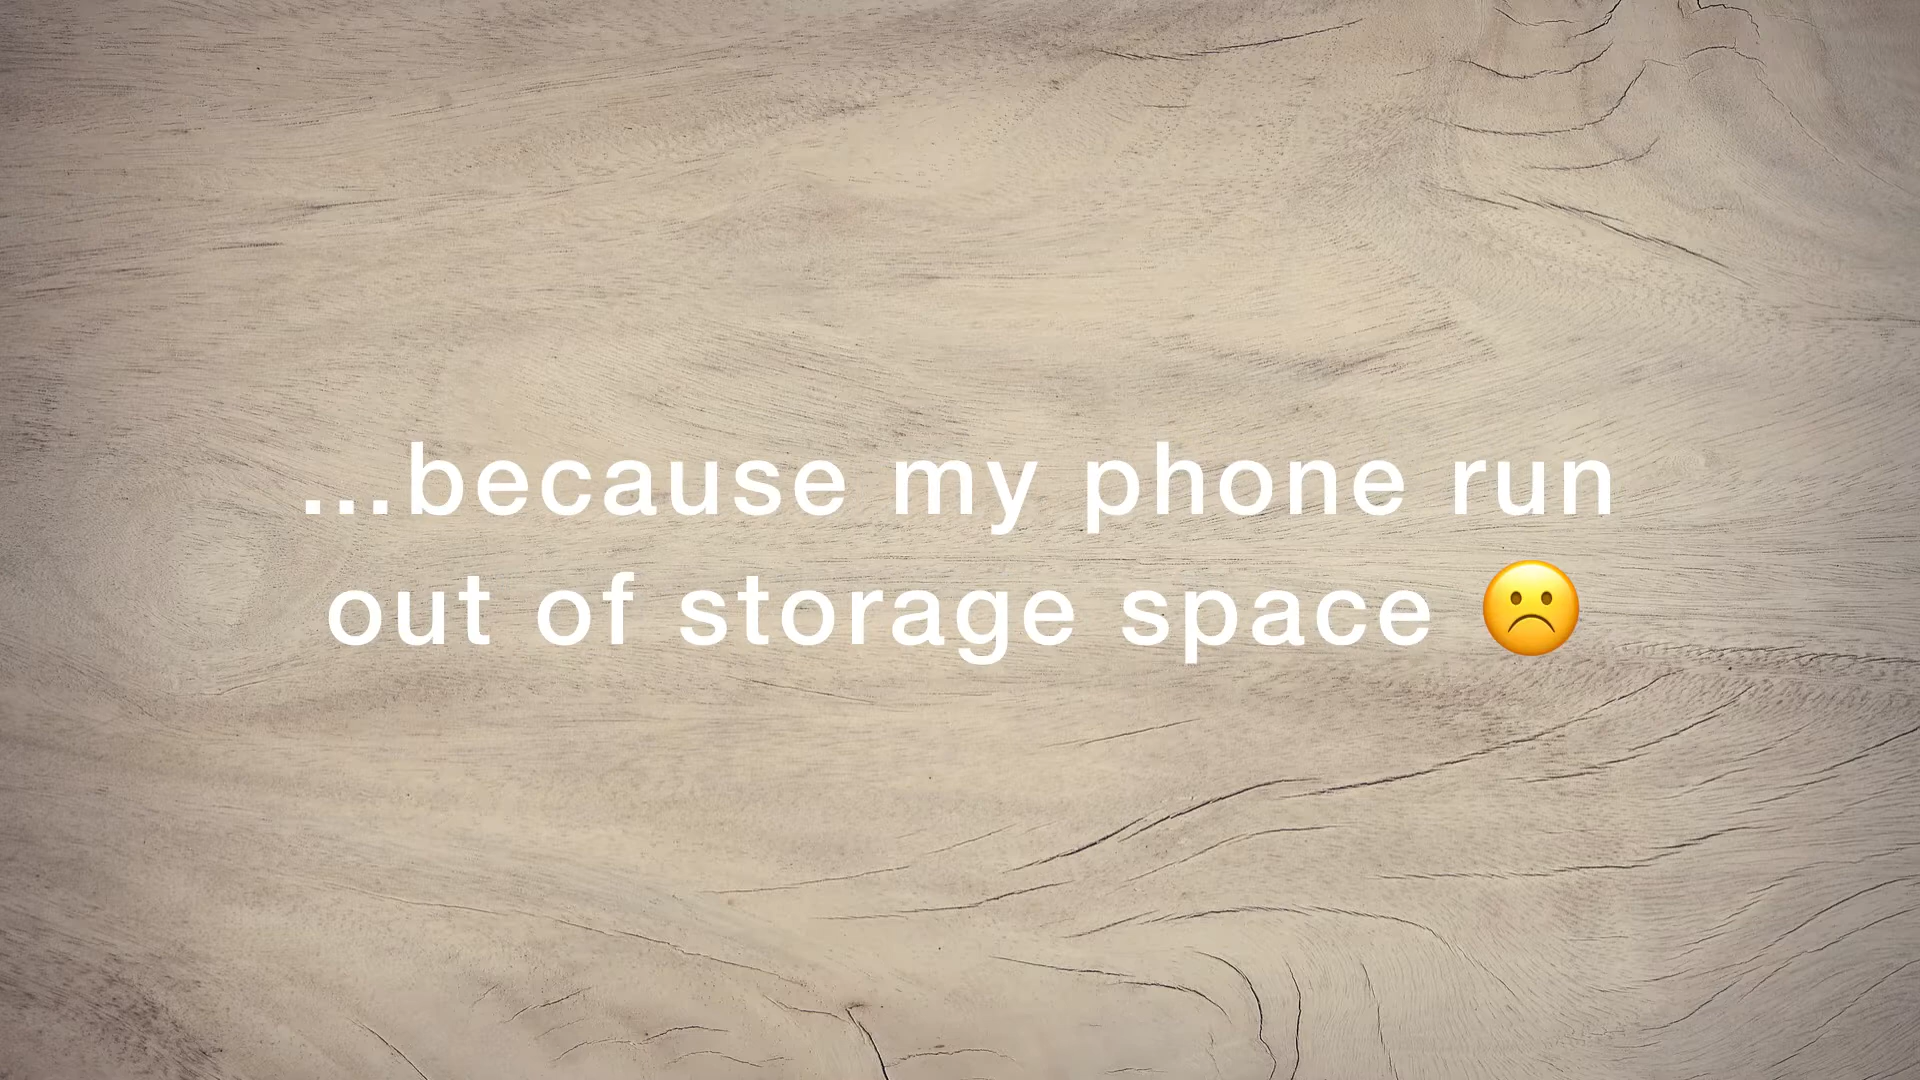 ...because my phone run
out of storage space ☹️